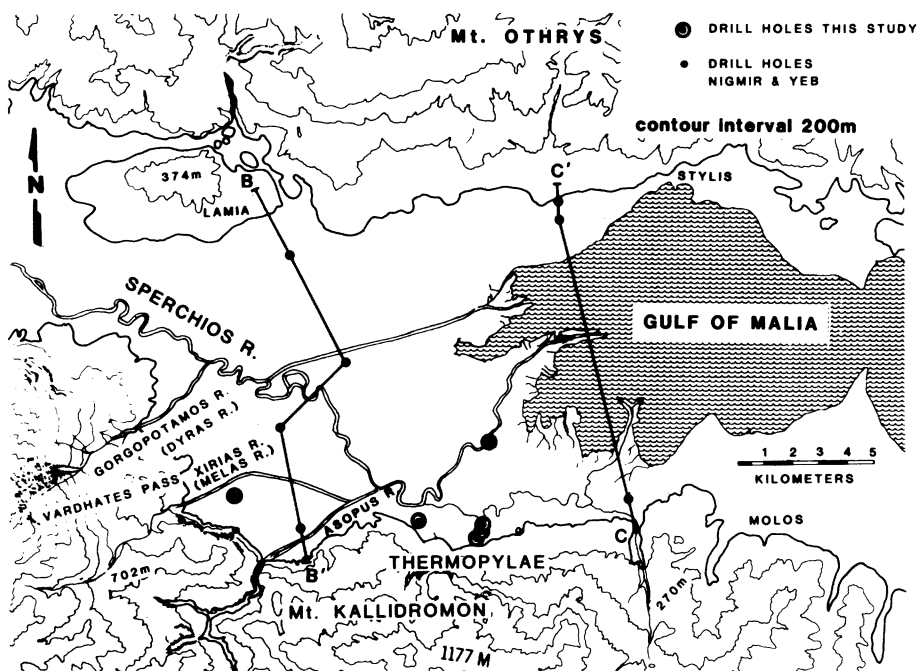 Mt. OTHRYS
DRILL HOLES THIS STUDY
DRILL HOLES
NIGMIR & YEB
contour interval 200m
N
374m
B
LAMIA
C'
STYLIS
SPERCHIOS R.
GULF OF MALIA
GORGOPOTAMOS R.
(DYRAS R.)
VARDHATES PASS
XIRIAS R.
(MELAS R.)
1 2 3 4 5
KILOMETERS
ASOPUS R
MOLOS
C
THERMOPYLAE
B'
702m
270m
Mt. KALLIDROMON
1177 M